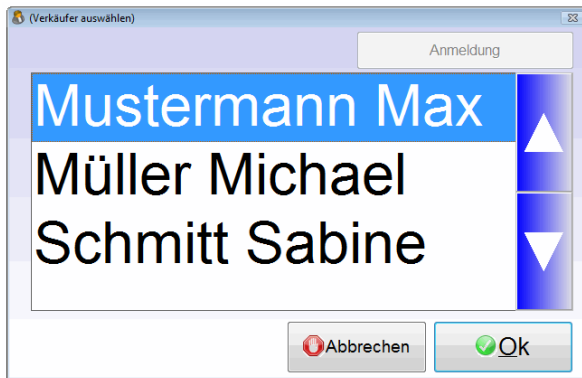 (Verkäufer auswählen)
Anmeldung
Mustermann Max
Müller Michael
Schmitt Sabine
Abbrechen
Ok